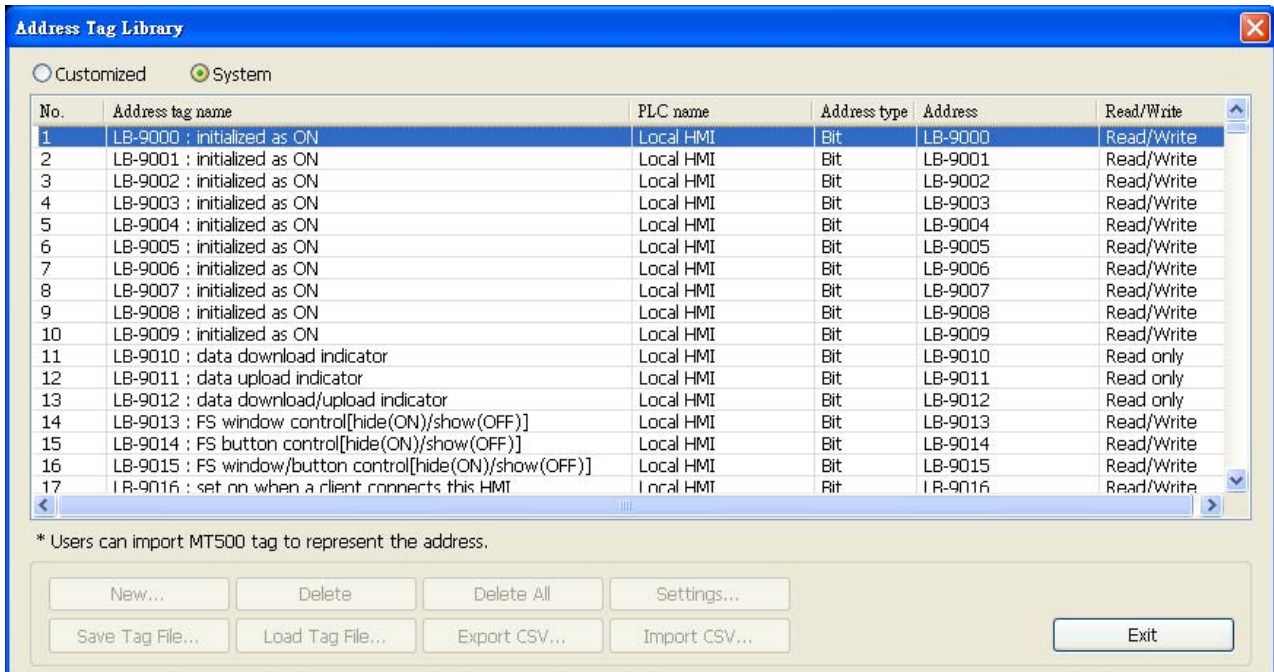 Address Tag Library
Customized System
No. Address tag name PLC name Address type Address Read/Write
1 LB-9000 : initialized as ON Local HMI Bit LB-9000 Read/Write
2 LB-9001 : initialized as ON Local HMI Bit LB-9001 Read/Write
3 LB-9002 : initialized as ON Local HMI Bit LB-9002 Read/Write
4 LB-9003 : initialized as ON Local HMI Bit LB-9003 Read/Write
5 LB-9004 : initialized as ON Local HMI Bit LB-9004 Read/Write
6 LB-9005 : initialized as ON Local HMI Bit LB-9005 Read/Write
7 LB-9006 : initialized as ON Local HMI Bit LB-9006 Read/Write
8 LB-9007 : initialized as ON Local HMI Bit LB-9007 Read/Write
9 LB-9008 : initialized as ON Local HMI Bit LB-9008 Read/Write
10 LB-9009 : initialized as ON Local HMI Bit LB-9009 Read/Write
11 LB-9010 : data download indicator Local HMI Bit LB-9010 Read only
12 LB-9011 : data upload indicator Local HMI Bit LB-9011 Read only
13 LB-9012 : data download/upload indicator Local HMI Bit LB-9012 Read only
14 LB-9013 : FS window control[hide(ON)/show(OFF)] Local HMI Bit LB-9013 Read/Write
15 LB-9014 : FS button control[hide(ON)/show(OFF)] Local HMI Bit LB-9014 Read/Write
16 LB-9015 : FS window/button control[hide(ON)/show(OFF)] Local HMI Bit LB-9015 Read/Write
17 LB-9016 : set on when a client connects this HMI Local HMI Bit LB-9016 Read/Write
* Users can import MT500 tag to represent the address.
New... Delete Delete All Settings...
Save Tag File... Load Tag File... Export CSV... Import CSV... Exit